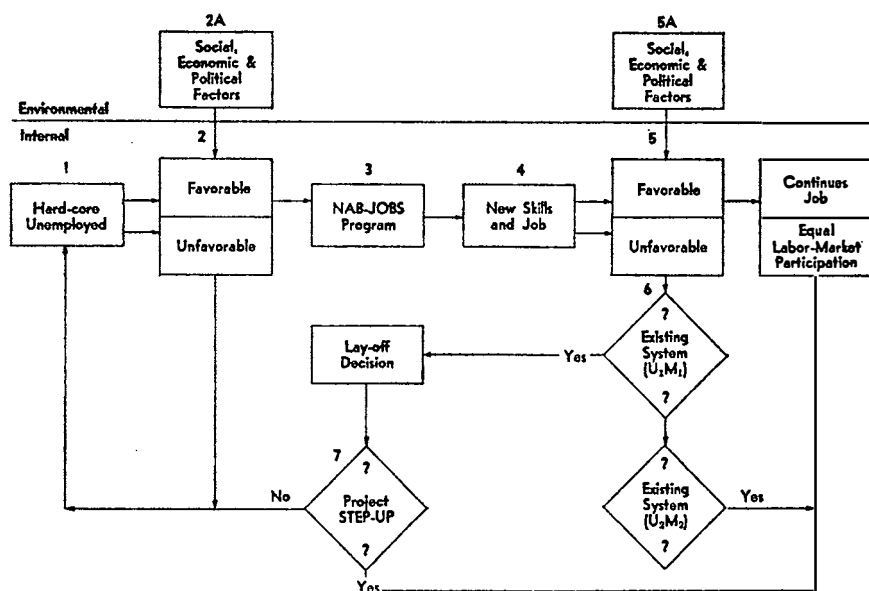 2A
Social,
Economic &
Political
Factors
5A
Social,
Economic &
Political
Factors
Environmental
Internal
1
Hard-core
Unemployed
2
Favorable
Unfavorable
3
NAB-JOBS
Program
4
New Skills
and Job
5
Favorable
Unfavorable
Continues
Job
Equal
Labor-Market
Participation
6
?
Existing
System
(U₁M₁)
?
Yes
Lay-off
Decision
7
?
Project
STEP-UP
?
No
Yes
?
Existing
System
(U₂M₂)
?
Yes